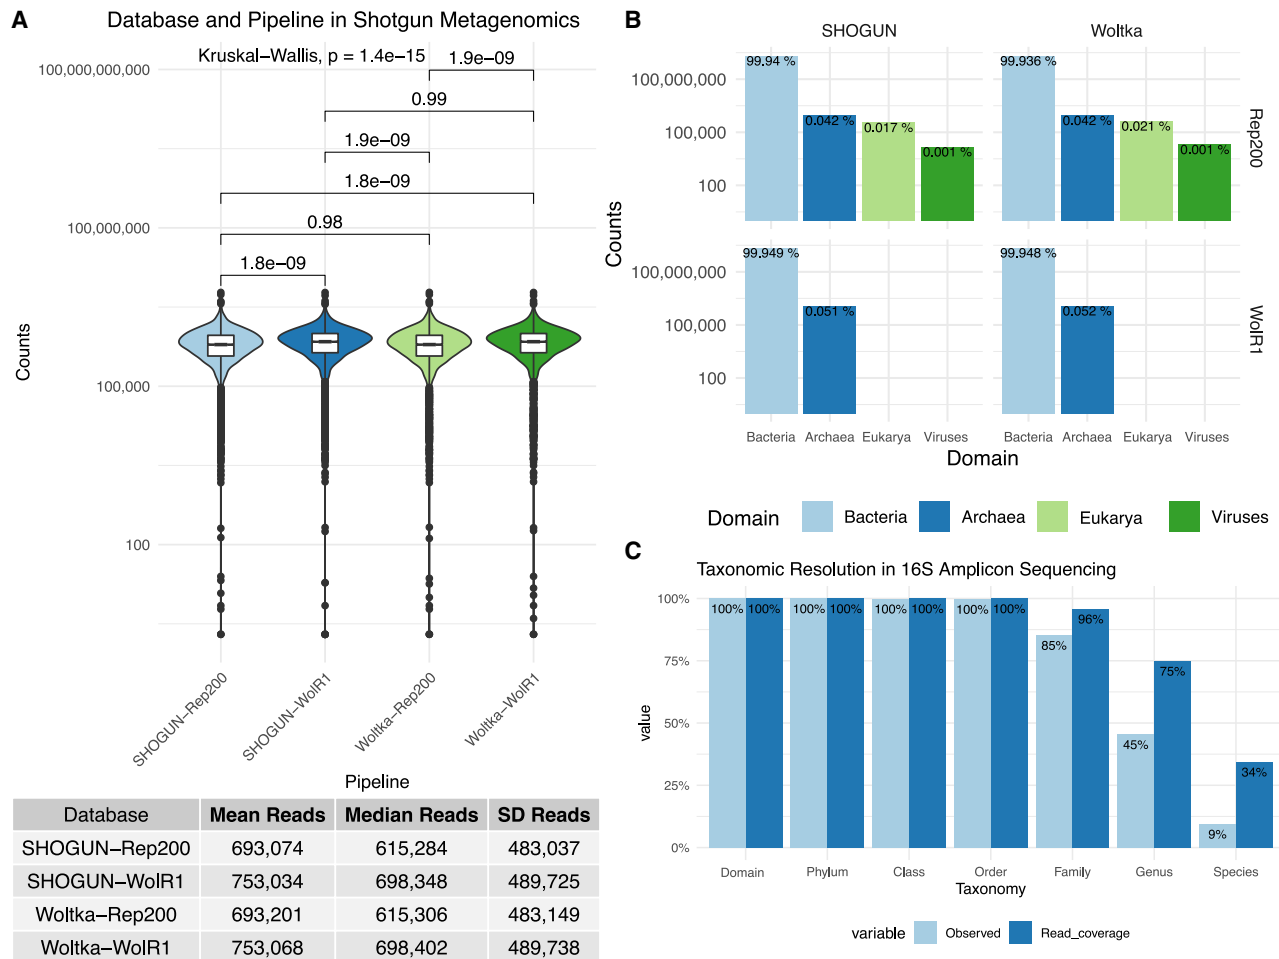 A
Database and Pipeline in Shotgun Metagenomics
Kruskal−Wallis, p = 1.4e−15
1.9e−09
0.99
1.9e−09
1.8e−09
0.98
1.8e−09
100,000,000,000
100,000,000
100,000
100
Counts
SHOGUN−Rep200
SHOGUN−WolR1
Woltka−Rep200
Woltka−WolR1
Pipeline
Database Mean Reads Median Reads SD Reads
SHOGUN−Rep200 693,074 615,284 483,037
SHOGUN−WolR1 753,034 698,348 489,725
Woltka−Rep200 693,201 615,306 483,149
Woltka−WolR1 753,068 698,402 489,738
B
SHOGUN Woltka
100,000,000
100,000
100
99.94 % 0.042 % 0.017 % 0.001 %
99.936 % 0.042 % 0.021 % 0.001 %
Rep200
Counts
100,000,000
100,000
100
99.949 % 0.051 %
99.948 % 0.052 %
WolR1
Bacteria Archaea Eukarya Viruses Bacteria Archaea Eukarya Viruses
Domain
Domain Bacteria Archaea Eukarya Viruses
C
Taxonomic Resolution in 16S Amplicon Sequencing
100%
75%
50%
25%
0%
value
100% 100% 100% 100% 100% 100% 100% 100% 85% 96% 45% 75% 9% 34%
Domain Phylum Class Order Family Genus Species
Taxonomy
variable Observed Read_coverage